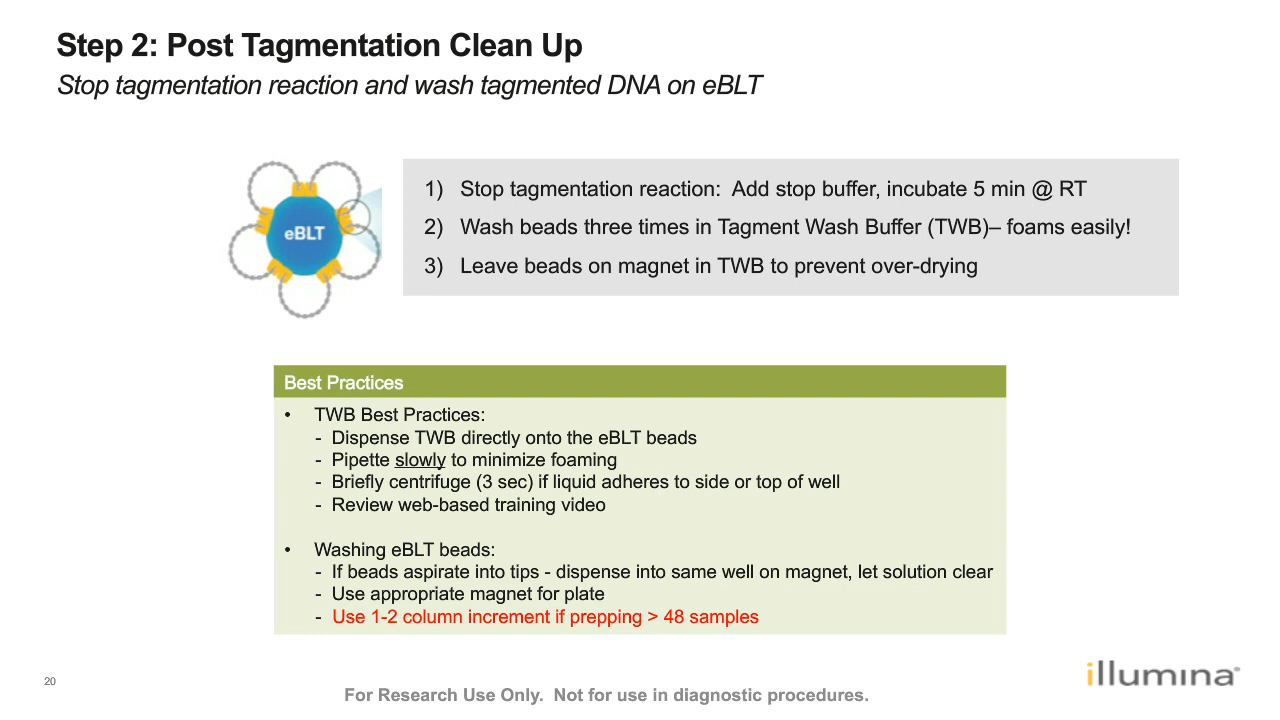 Step 2: Post Tagmentation Clean Up
Stop tagmentation reaction and wash tagmented DNA on eBLT
eBLT
1) Stop tagmentation reaction: Add stop buffer, incubate 5 min @ RT
2) Wash beads three times in Tagment Wash Buffer (TWB)– foams easily!
3) Leave beads on magnet in TWB to prevent over-drying
Best Practices
• TWB Best Practices:
- Dispense TWB directly onto the eBLT beads
- Pipette slowly to minimize foaming
- Briefly centrifuge (3 sec) if liquid adheres to side or top of well
- Review web-based training video
• Washing eBLT beads:
- If beads aspirate into tips - dispense into same well on magnet, let solution clear
- Use appropriate magnet for plate
- Use 1-2 column increment if prepping > 48 samples
20
For Research Use Only. Not for use in diagnostic procedures.
illumina®